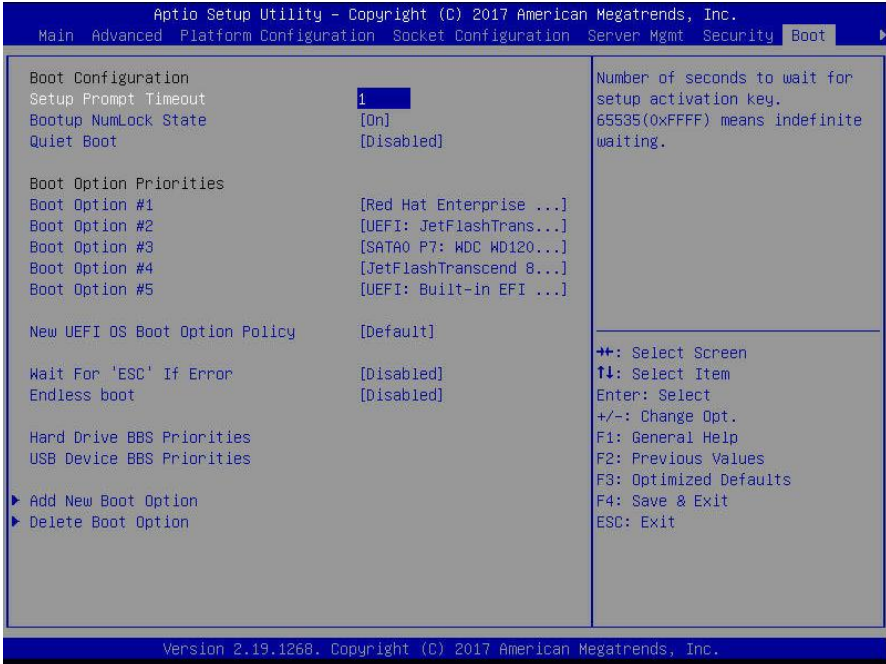 Aptio Setup Utility – Copyright (C) 2017 American Megatrends, Inc.
Main Advanced Platform Configuration Socket Configuration Server Mgmt Security Boot
Boot Configuration
Setup Prompt Timeout 1
Bootup NumLock State [On]
Quiet Boot [Disabled]
Boot Option Priorities
Boot Option #1 [Red Hat Enterprise ...]
Boot Option #2 [UEFI: JetFlashTrans...]
Boot Option #3 [SATA0 P7: WDC WD120...]
Boot Option #4 [JetFlashTranscend 8...]
Boot Option #5 [UEFI: Built-in EFI ...]
New UEFI OS Boot Option Policy [Default]
Wait For 'ESC' If Error [Disabled]
Endless boot [Disabled]
Hard Drive BBS Priorities
USB Device BBS Priorities
Add New Boot Option
Delete Boot Option
Number of seconds to wait for
setup activation key.
65535(0xFFFF) means indefinite
waiting.
→←: Select Screen
↑↓: Select Item
Enter: Select
+/-: Change Opt.
F1: General Help
F2: Previous Values
F3: Optimized Defaults
F4: Save & Exit
ESC: Exit
Version 2.19.1268. Copyright (C) 2017 American Megatrends, Inc.